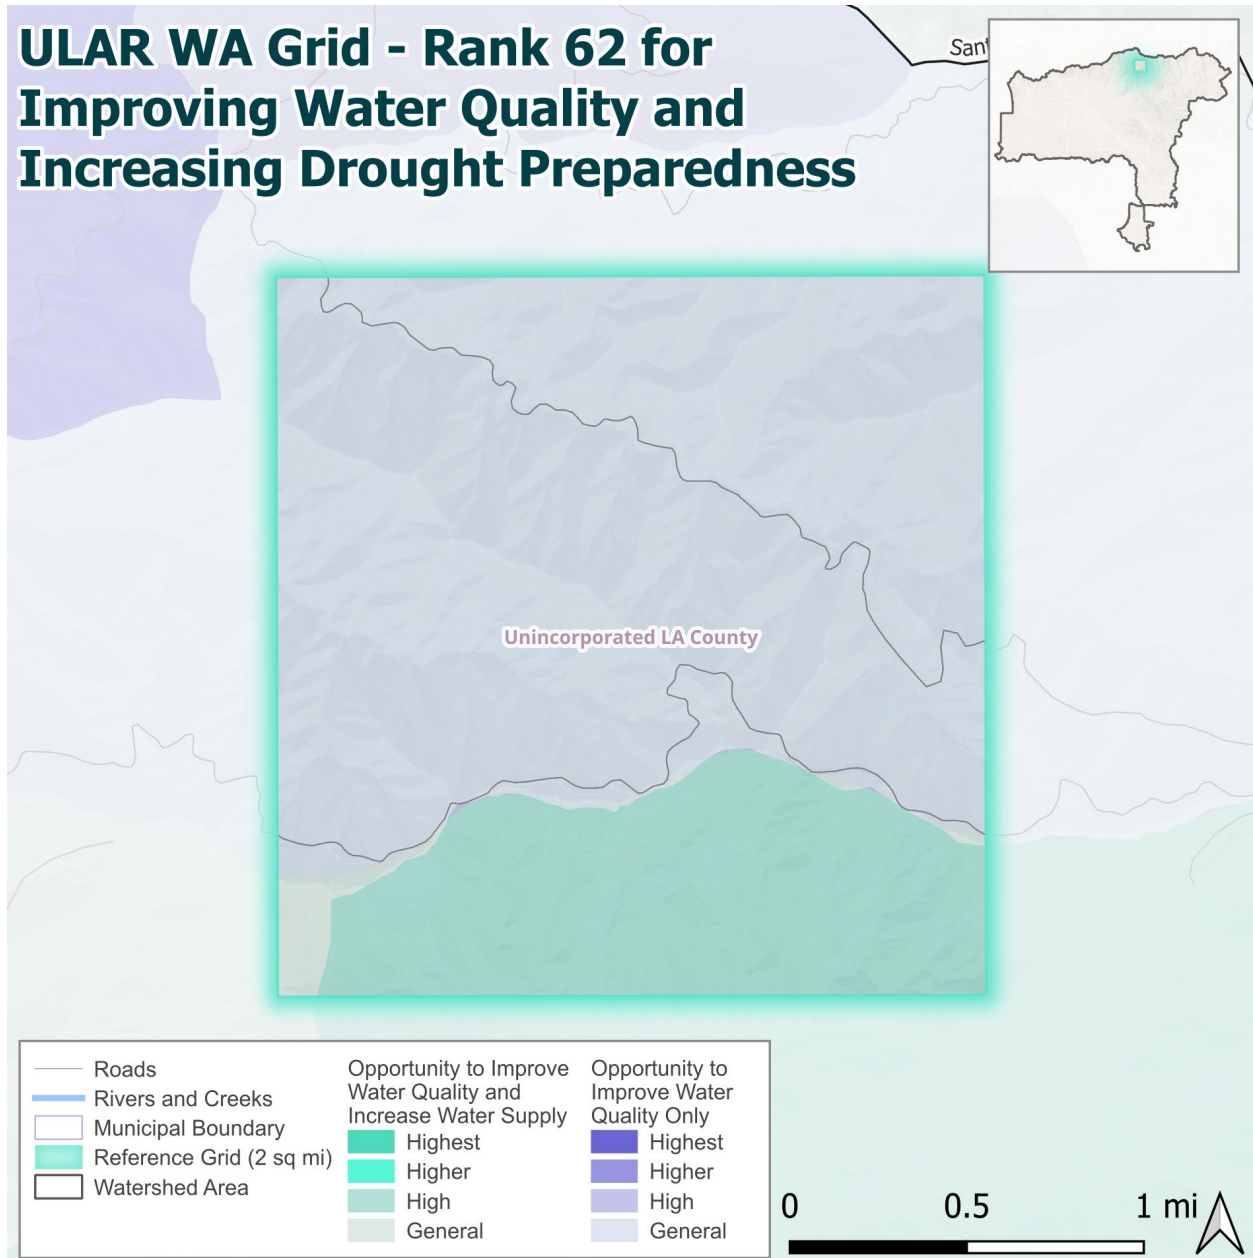 ULAR WA Grid - Rank 62 for
Improving Water Quality and
Increasing Drought Preparedness
Sant
Unincorporated LA County
Roads
Rivers and Creeks
Municipal Boundary
Reference Grid (2 sq mi)
Watershed Area
Opportunity to Improve
Water Quality and
Increase Water Supply
Highest
Higher
High
General
Opportunity to
Improve Water
Quality Only
Highest
Higher
High
General
0 0.5 1 mi